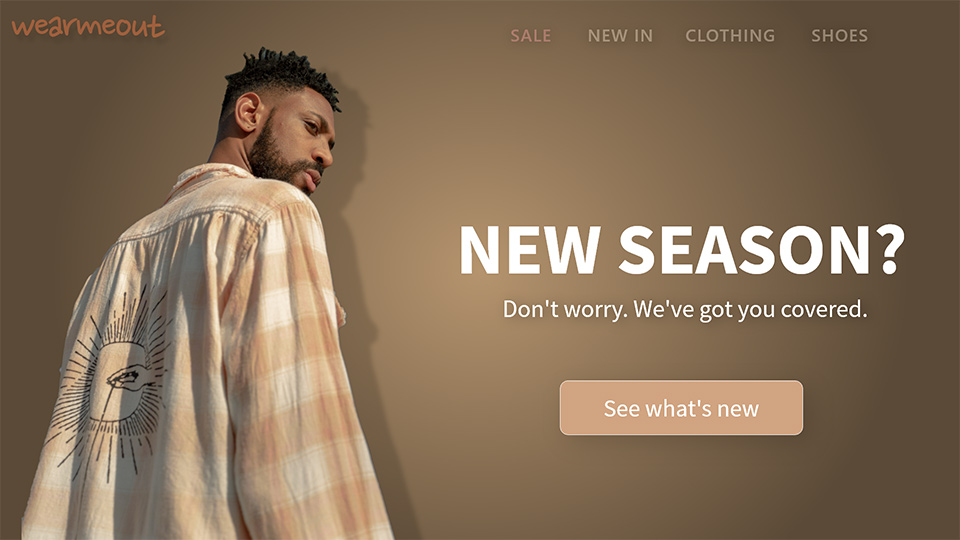 wearmeout
SALE NEW IN CLOTHING SHOES
NEW SEASON?
Don't worry. We've got you covered.
See what's new